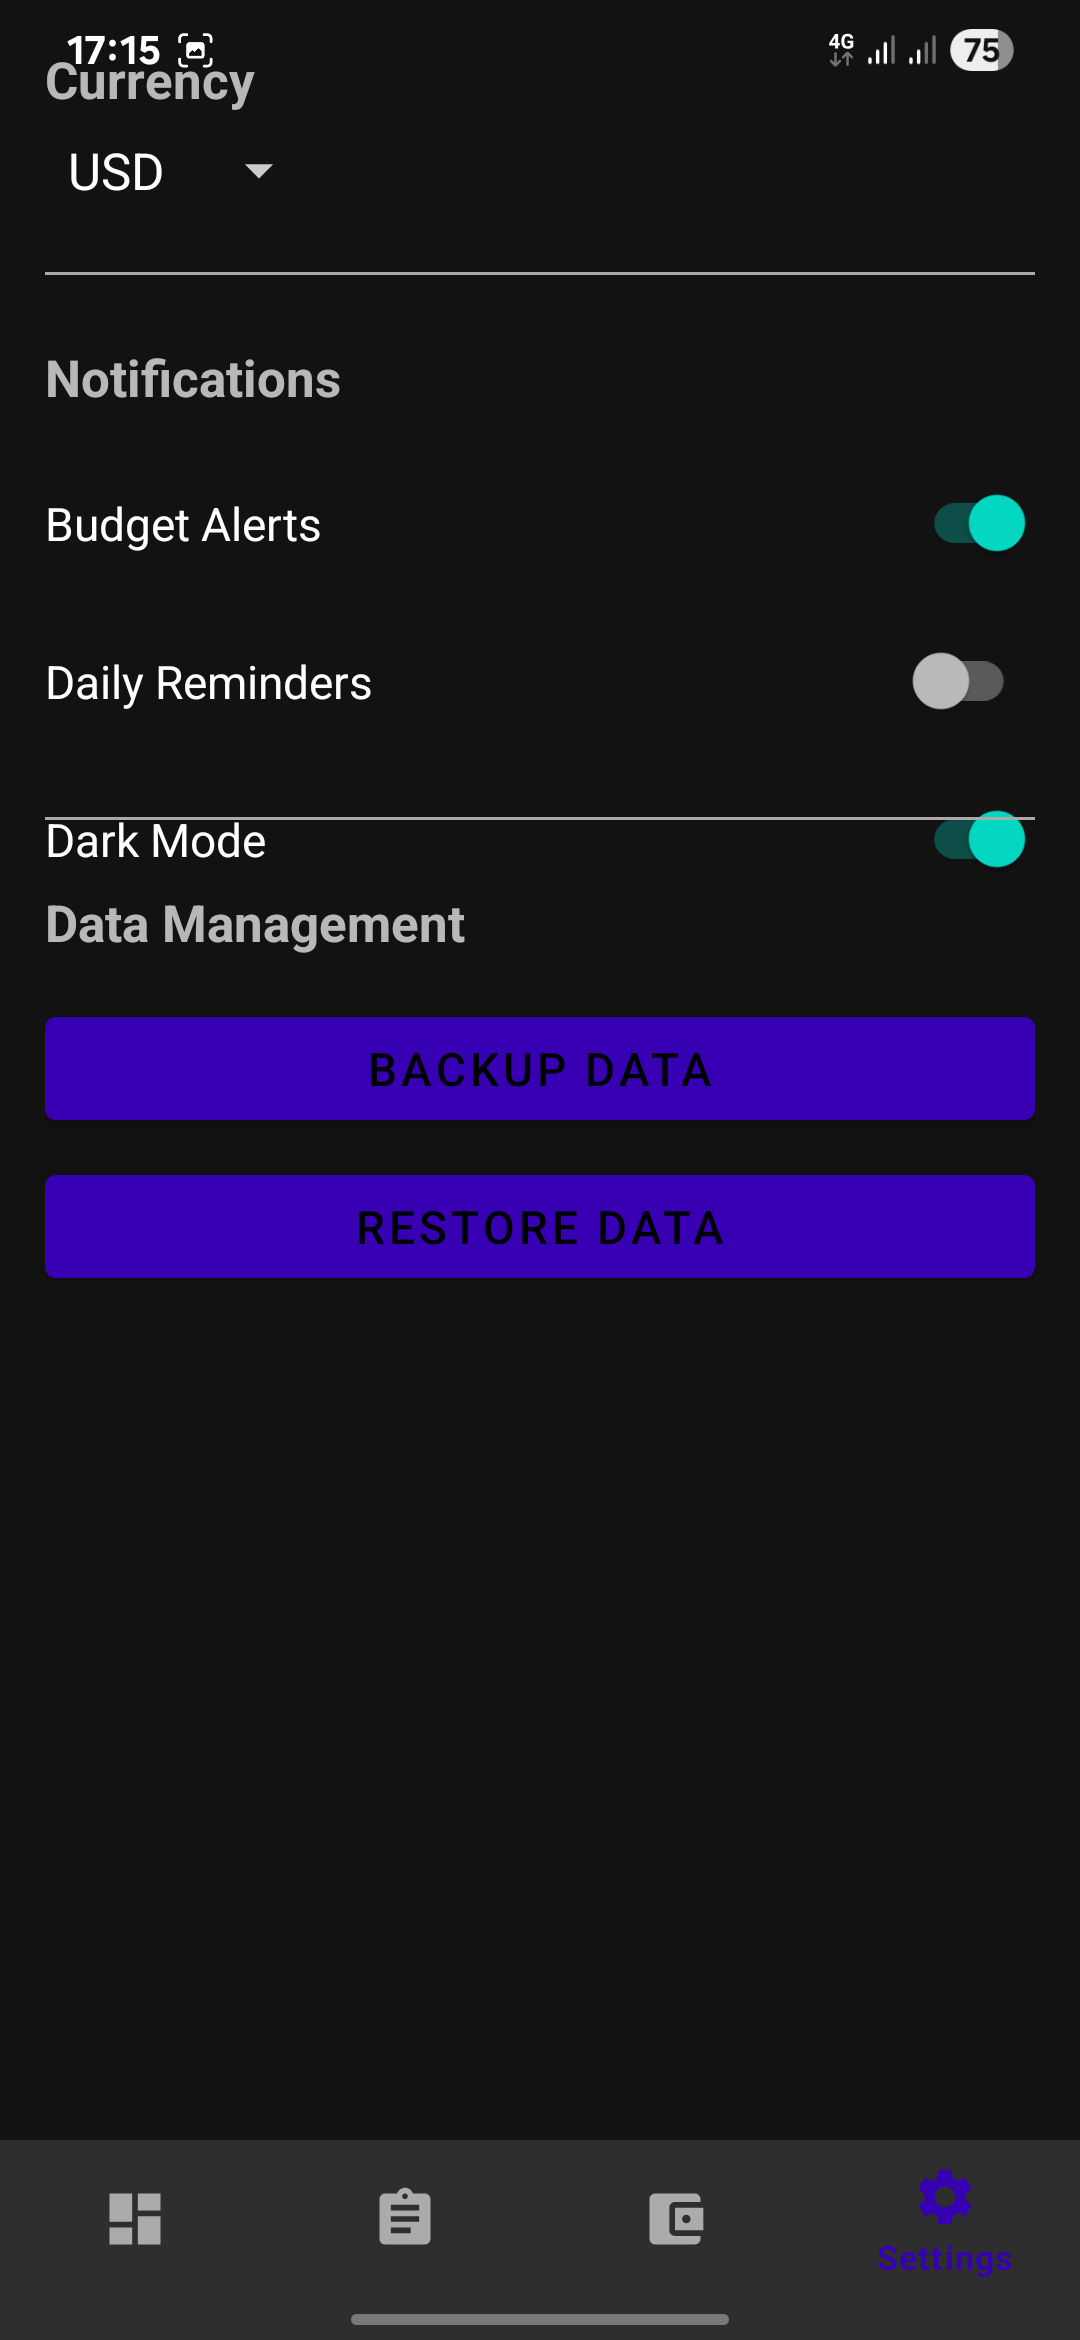 17:15
4G
75
Currency
USD
Notifications
Budget Alerts
Daily Reminders
Dark Mode
Data Management
BACKUP DATA
RESTORE DATA
Settings